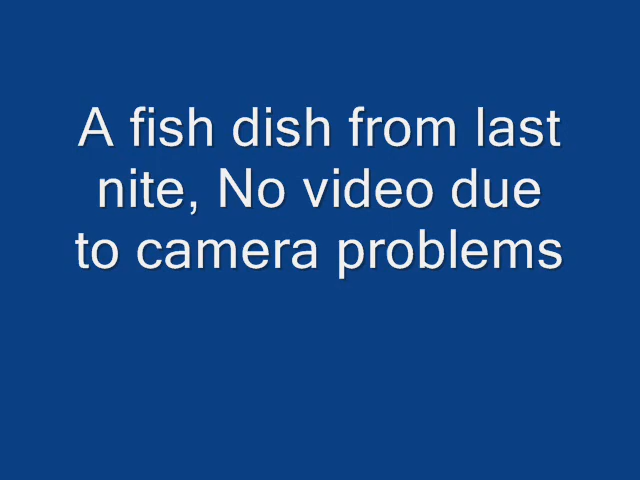 A fish dish from last
nite, No video due
to camera problems